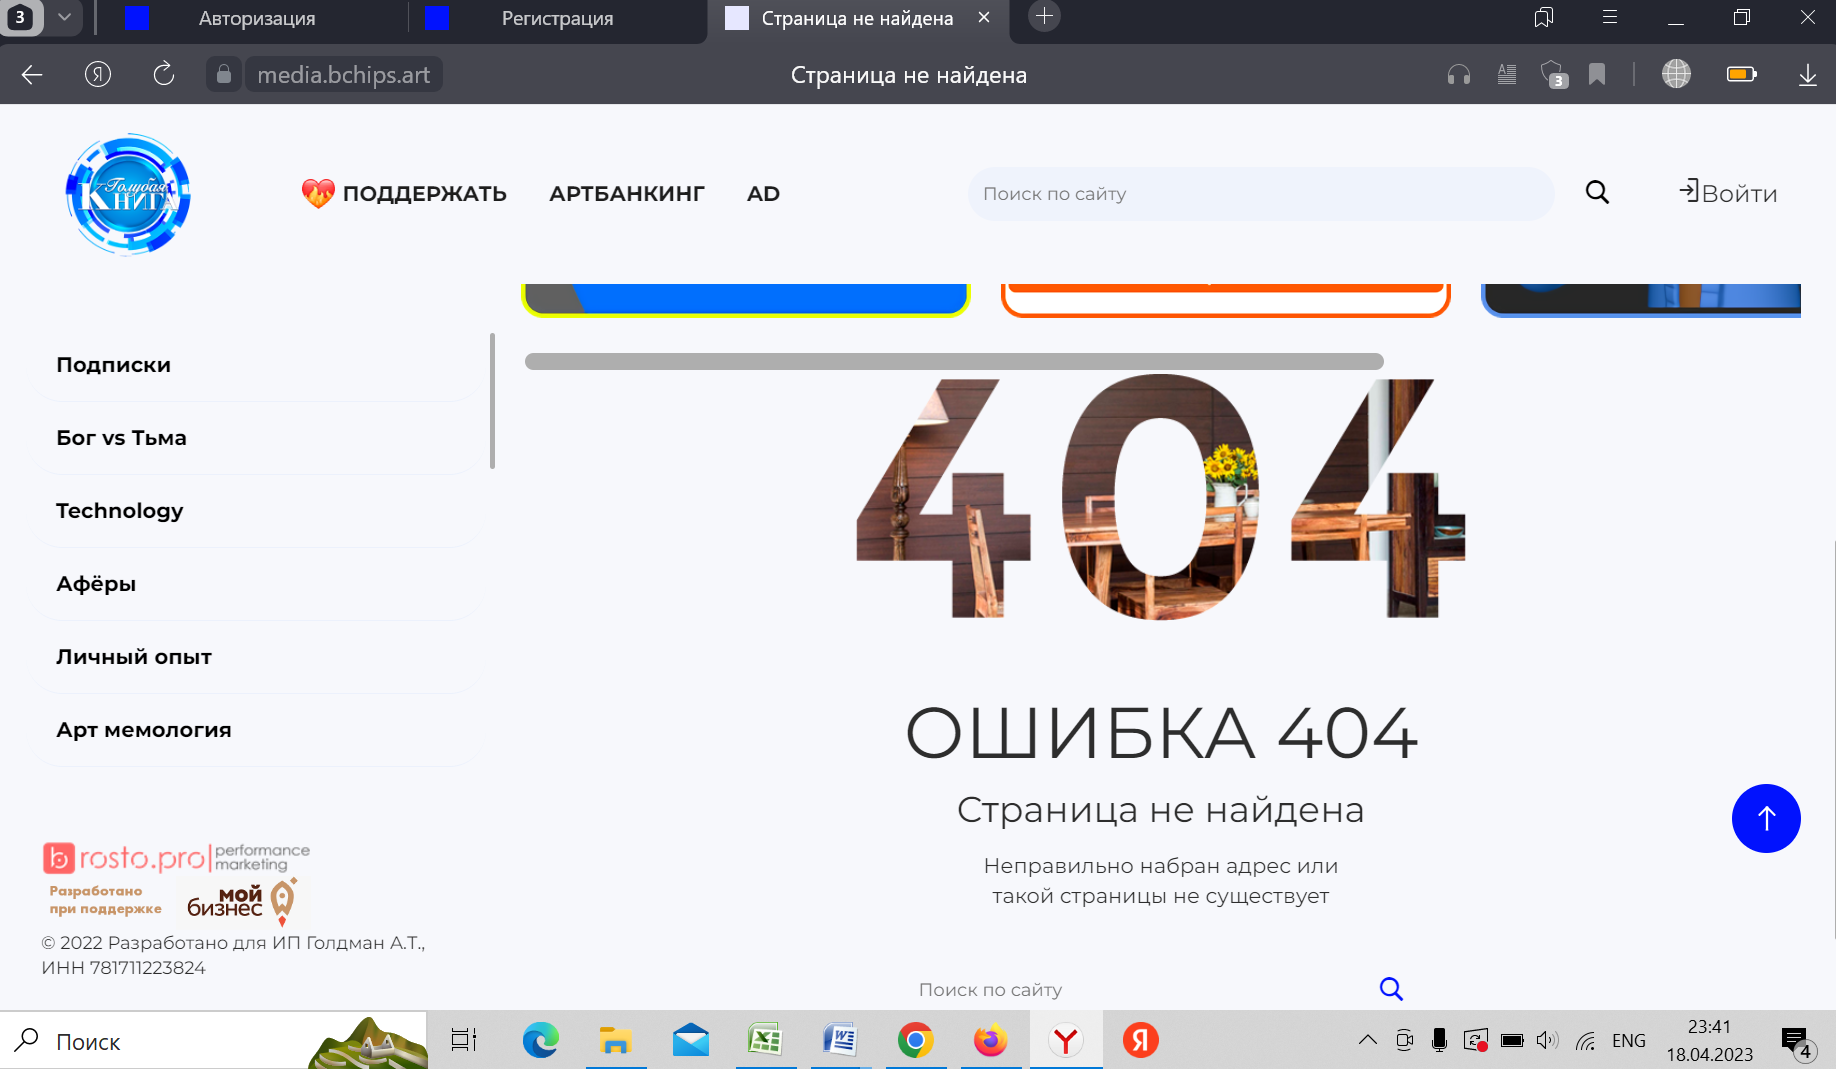 3
Авторизация
Регистрация
Страница не найдена
Я
media.bchips.art
Страница не найдена
3
Голубая
КНИГА
ПОДДЕРЖАТЬ
АРТБАНКИНГ
AD
Поиск по сайту
Войти
Подписки
Бог vs Тьма
Technology
Афёры
Личный опыт
Арт мемология
404
ОШИБКА 404
Страница не найдена
Неправильно набран адрес или
такой страницы не существует
Поиск по сайту
b rosto.pro performance
marketing
Разработано
при поддержке
мой
бизнес
© 2022 Разработано для ИП Голдман А.Т.,
ИНН 781711223824
Поиск
Я
ENG
23:41
18.04.2023
4